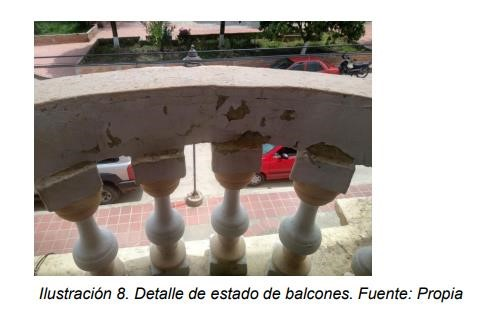 Ilustración 8. Detalle de estado de balcones. Fuente: Propia